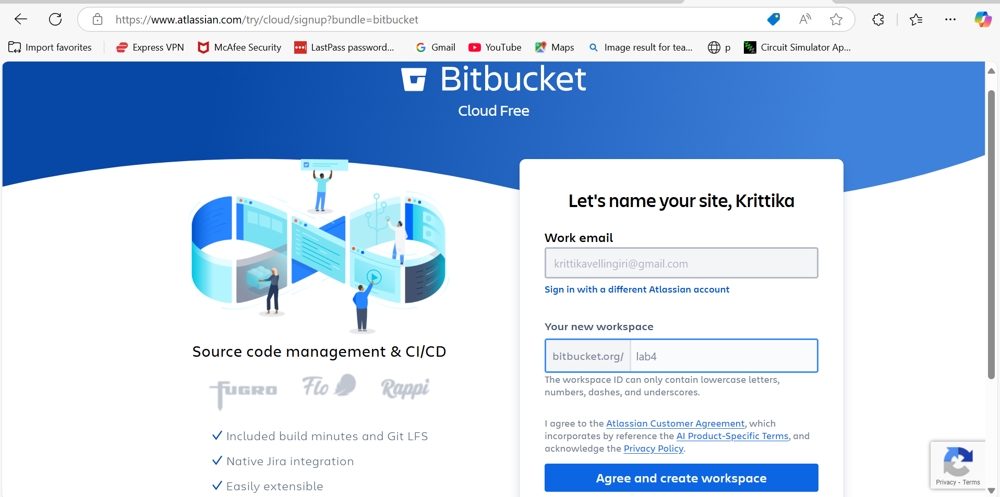 https://www.atlassian.com/try/cloud/signup?bundle=bitbucket
Import favorites
Express VPN
McAfee Security
LastPass password...
Gmail
YouTube
Maps
Image result for tea...
p
Circuit Simulator Ap...
Bitbucket
Cloud Free
Source code management & CI/CD
FUGRO
Flo
Rappi
Included build minutes and Git LFS
Native Jira integration
Easily extensible
Let's name your site, Krittika
Work email
krittikavellingiri@gmail.com
Sign in with a different Atlassian account
Your new workspace
bitbucket.org/ lab4
The workspace ID can only contain lowercase letters,
numbers, dashes, and underscores.
I agree to the Atlassian Customer Agreement, which
incorporates by reference the AI Product-Specific Terms, and
acknowledge the Privacy Policy.
Agree and create workspace
Privacy - Terms